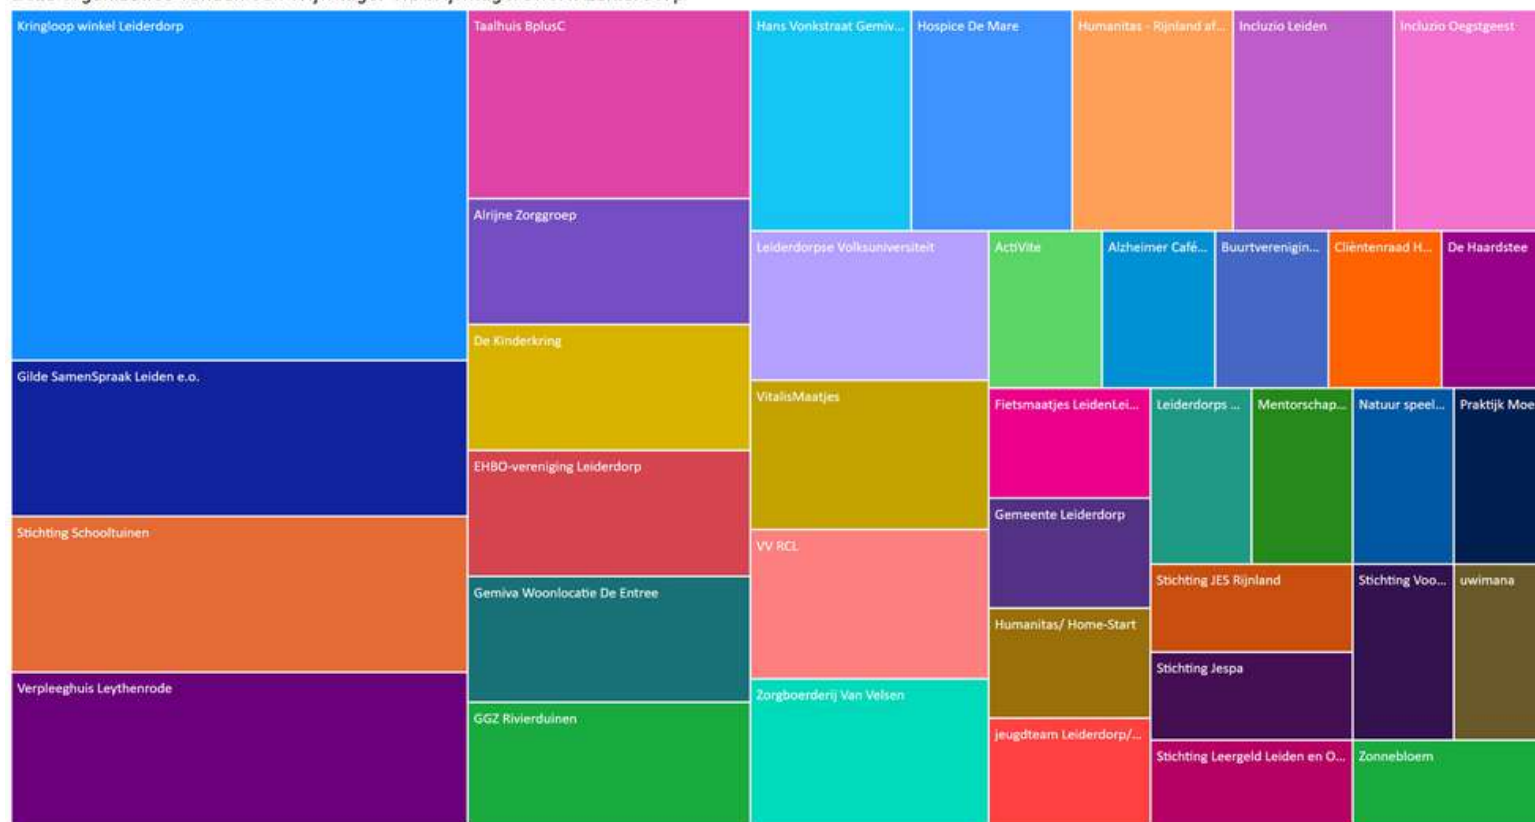 Kringloop winkel Leiderdorp
Gilde SamenSpraak Leiden e.o.
Stichting Schooltuinen
Verpleeghuis Leythenrode
Taalhuis BplusC
Alrijne Zorggroep
De Kinderkring
EHBO-vereniging Leiderdorp
Gemiva Woonlocatie De Entree
GGZ Rivierduinen
Hans Vonkstraat Gemiv...
Hospice De Mare
Humanitas - Rijnland af...
Incluzio Leiden
Incluzio Oegstgeest
Leiderdorpse Volksuniversiteit
VitalisMaatjes
VV RCL
Zorgboerderij Van Velsen
ActiVite
Alzheimer Café...
Buurtverenigin...
Cliëntenraad H...
De Haardstee
Fietsmaatjes LeidenLei...
Gemeente Leiderdorp
Humanitas/ Home-Start
jeugdteam Leiderdorp/...
Leiderdorps ...
Mentorschap...
Natuur speel...
Praktijk Moe
Stichting JES Rijnland
Stichting Jespa
Stichting Leergeld Leiden en O...
Stichting Voo...
uwimana
Zonnebloem